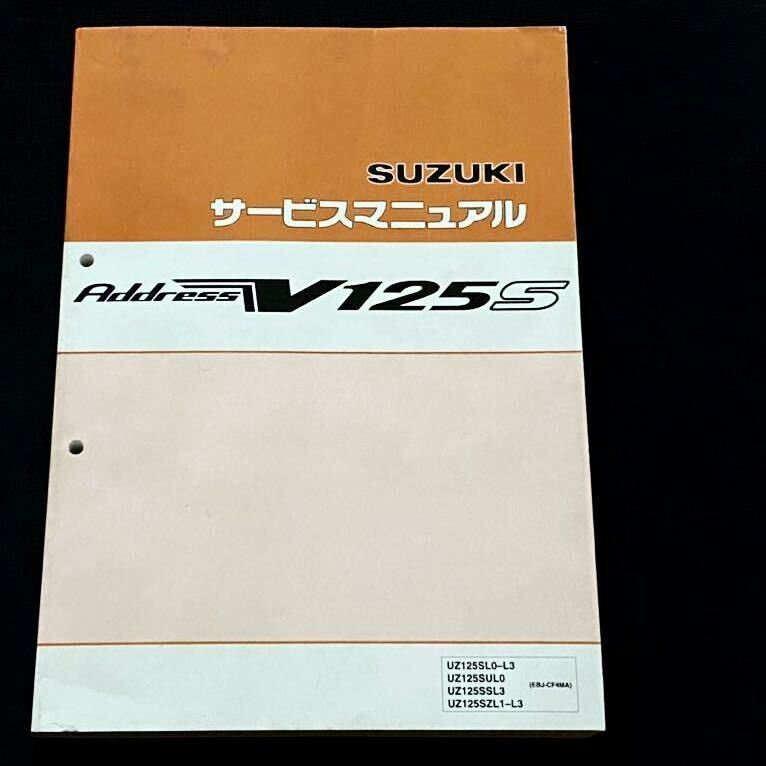 SUZUKI
サービスマニュアル
Address V125S
UZ125SL0-L3
UZ125SUL0
UZ125SSL3
UZ125SZL1-L3
(EBJ-CF4MA)